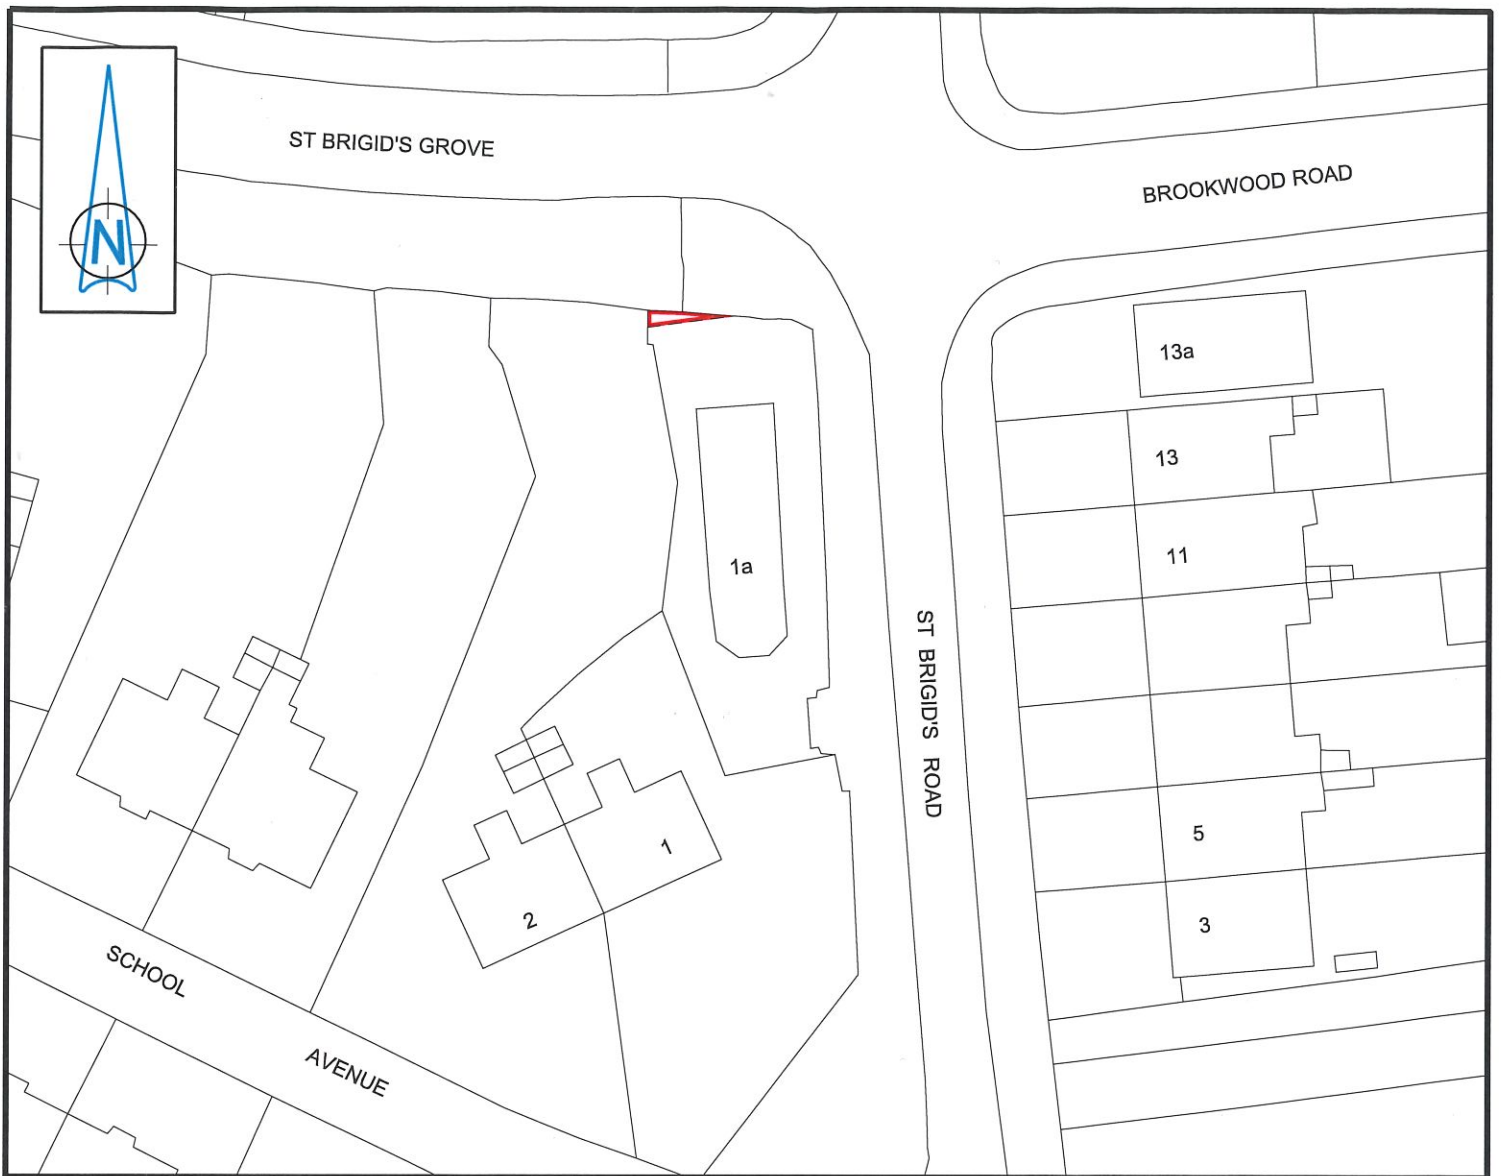 ST BRIGID'S GROVE
BROOKWOOD ROAD
N
13a
13
11
1a
ST BRIGID'S ROAD
5
1
2
3
SCHOOL
AVENUE